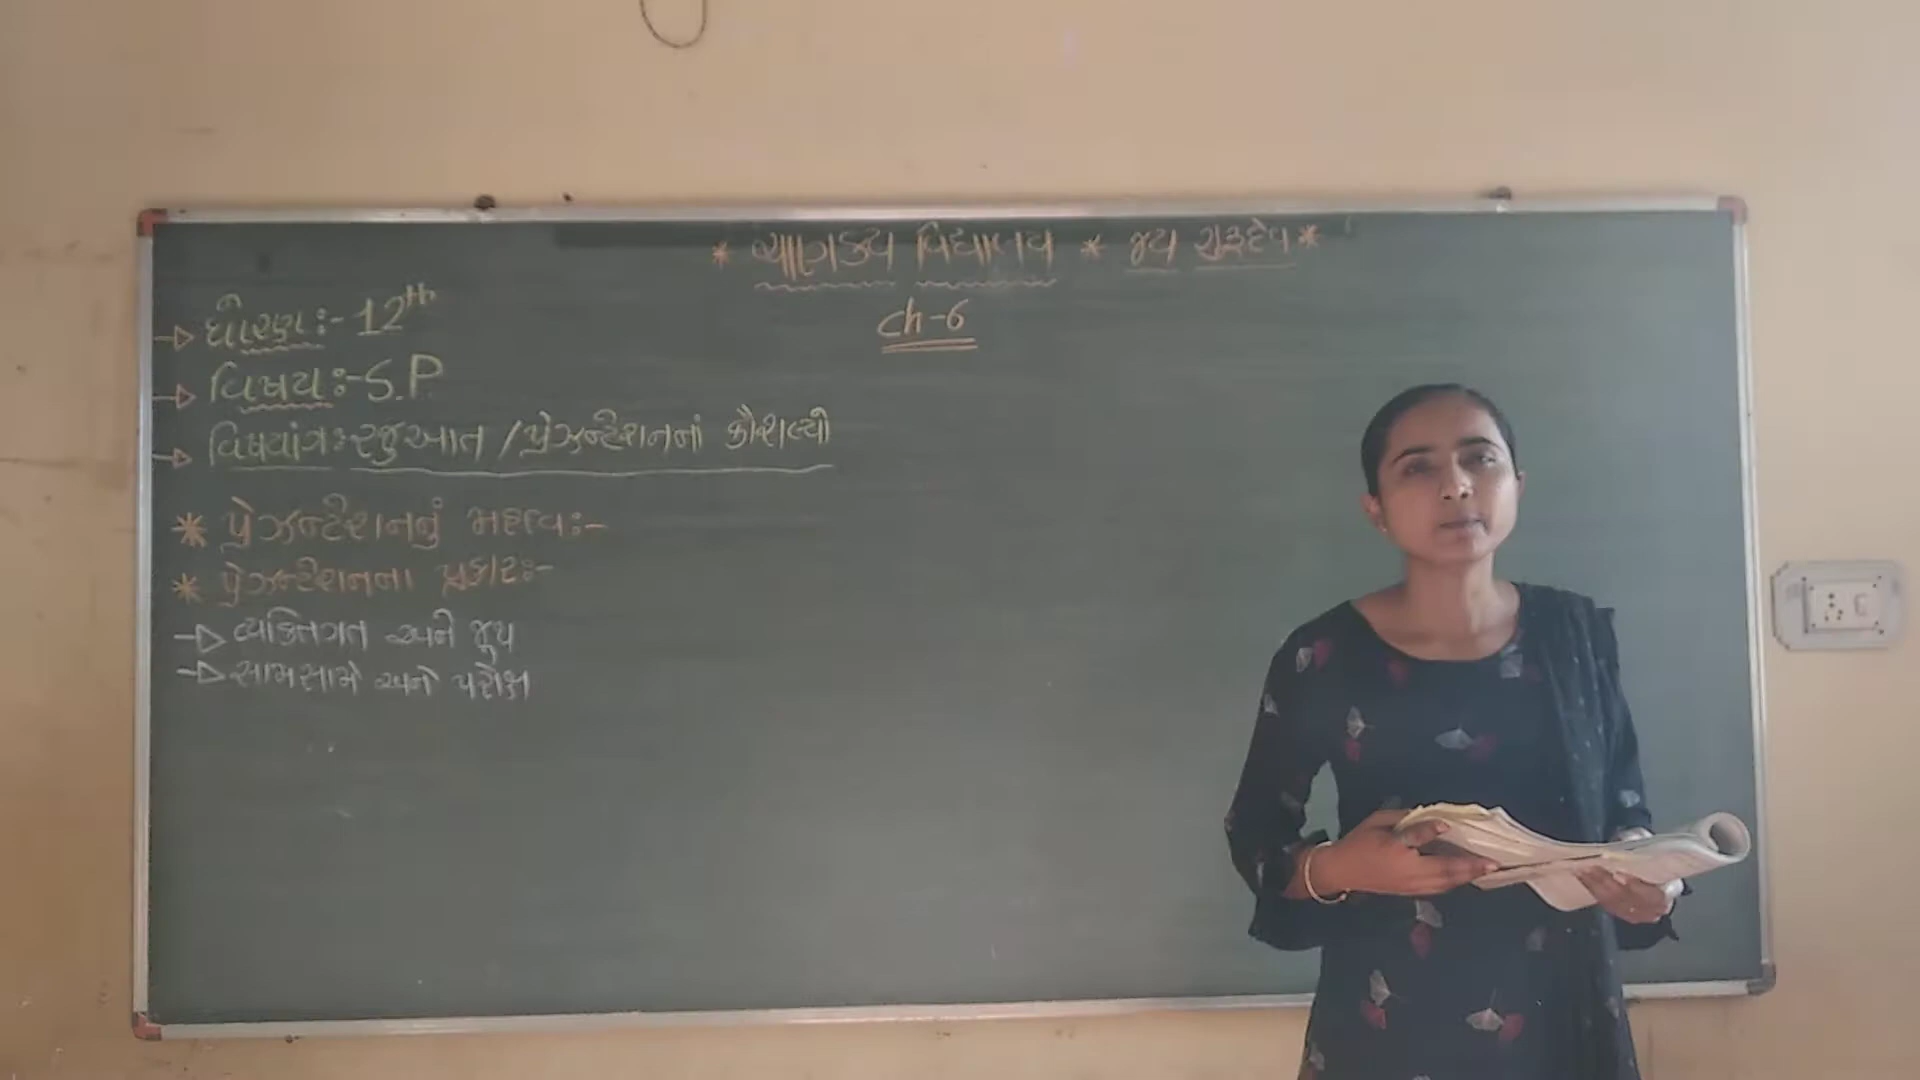 * ચાણક્ય વિદ્યાલય * જય ગુરૂદેવ *
Ch-6
→ ધોરણ :- 12th
→ વિષય :- S.P
→ વિષયાંગ :- રજુઆત / પ્રેઝન્ટેશનનાં કૌશલ્યો
* પ્રેઝન્ટેશનનું મહત્વ :-
* પ્રેઝન્ટેશનના પ્રકાર :-
→ વ્યક્તિગત અને જુથ
→ સામસામે અને પરોક્ષ